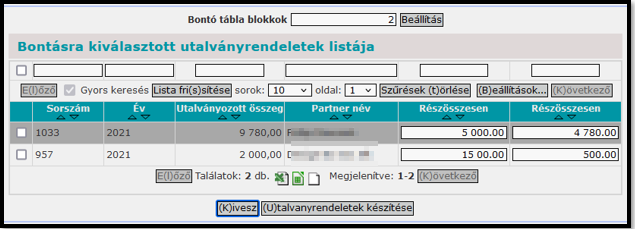 Bontó tábla blokkok 2 Beállítás
Bontásra kiválasztott utalványrendeletek listája
E(l)őző Gyors keresés Lista fri(s)sítése sorok: 10 oldal: 1 Szűrések (t)örlése (B)eállítások... (K)övetkező
Sorszám Év Utalványozott összeg Partner név Részösszesen Részösszesen
1033 2021 9 780,00 5 000.00 4 780.00
957 2021 2 000,00 15 00.00 500.00
E(l)őző Találatok: 2 db. Megjelenítve: 1-2 (K)övetkező
(K)ivesz (U)talvanyrendeletek készítése